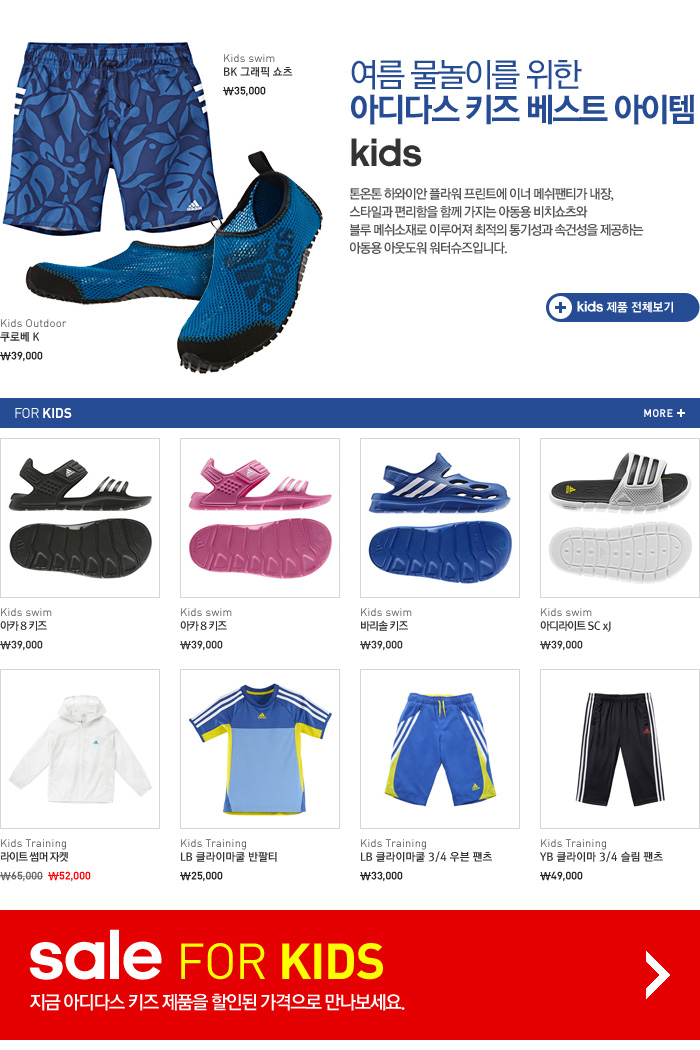 Kids swim
BK 그래픽 쇼츠
₩35,000
여름 물놀이를 위한
아디다스 키즈 베스트 아이템
kids
톤온톤 하와이안 플라워 프린트에 이너 메쉬팬티가 내장,
스타일과 편리함을 함께 가지는 아동용 비치쇼츠와
블루 메쉬소재로 이루어져 최적의 통기성과 속건성을 제공하는
아동용 아웃도워 워터슈즈입니다.
adidas
adidas
kids 제품 전체보기
Kids Outdoor
쿠로베 K
₩39,000
FOR KIDS
MORE +
Kids swim
아카 8 키즈
₩39,000
Kids swim
아카 8 키즈
₩39,000
Kids swim
바리솔 키즈
₩39,000
Kids swim
아디라이트 SC xJ
₩39,000
Kids Training
라이트 썸머 자켓
₩65,000 ₩52,000
Kids Training
LB 클라이마쿨 반팔티
₩25,000
Kids Training
LB 클라이마쿨 3/4 우븐 팬츠
₩33,000
Kids Training
YB 클라이마 3/4 슬림 팬츠
₩49,000
sale FOR KIDS
지금 아디다스 키즈 제품을 할인된 가격으로 만나보세요.